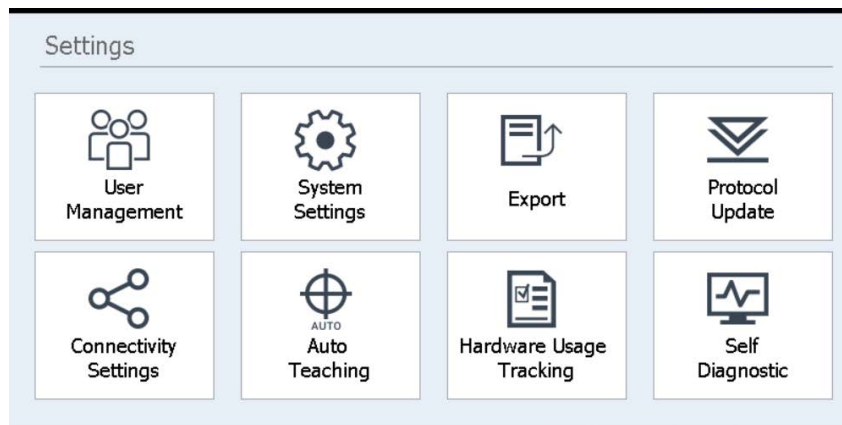 Settings
User
Management
System
Settings
Export
Protocol
Update
Connectivity
Settings
AUTO
Auto
Teaching
Hardware Usage
Tracking
Self
Diagnostic